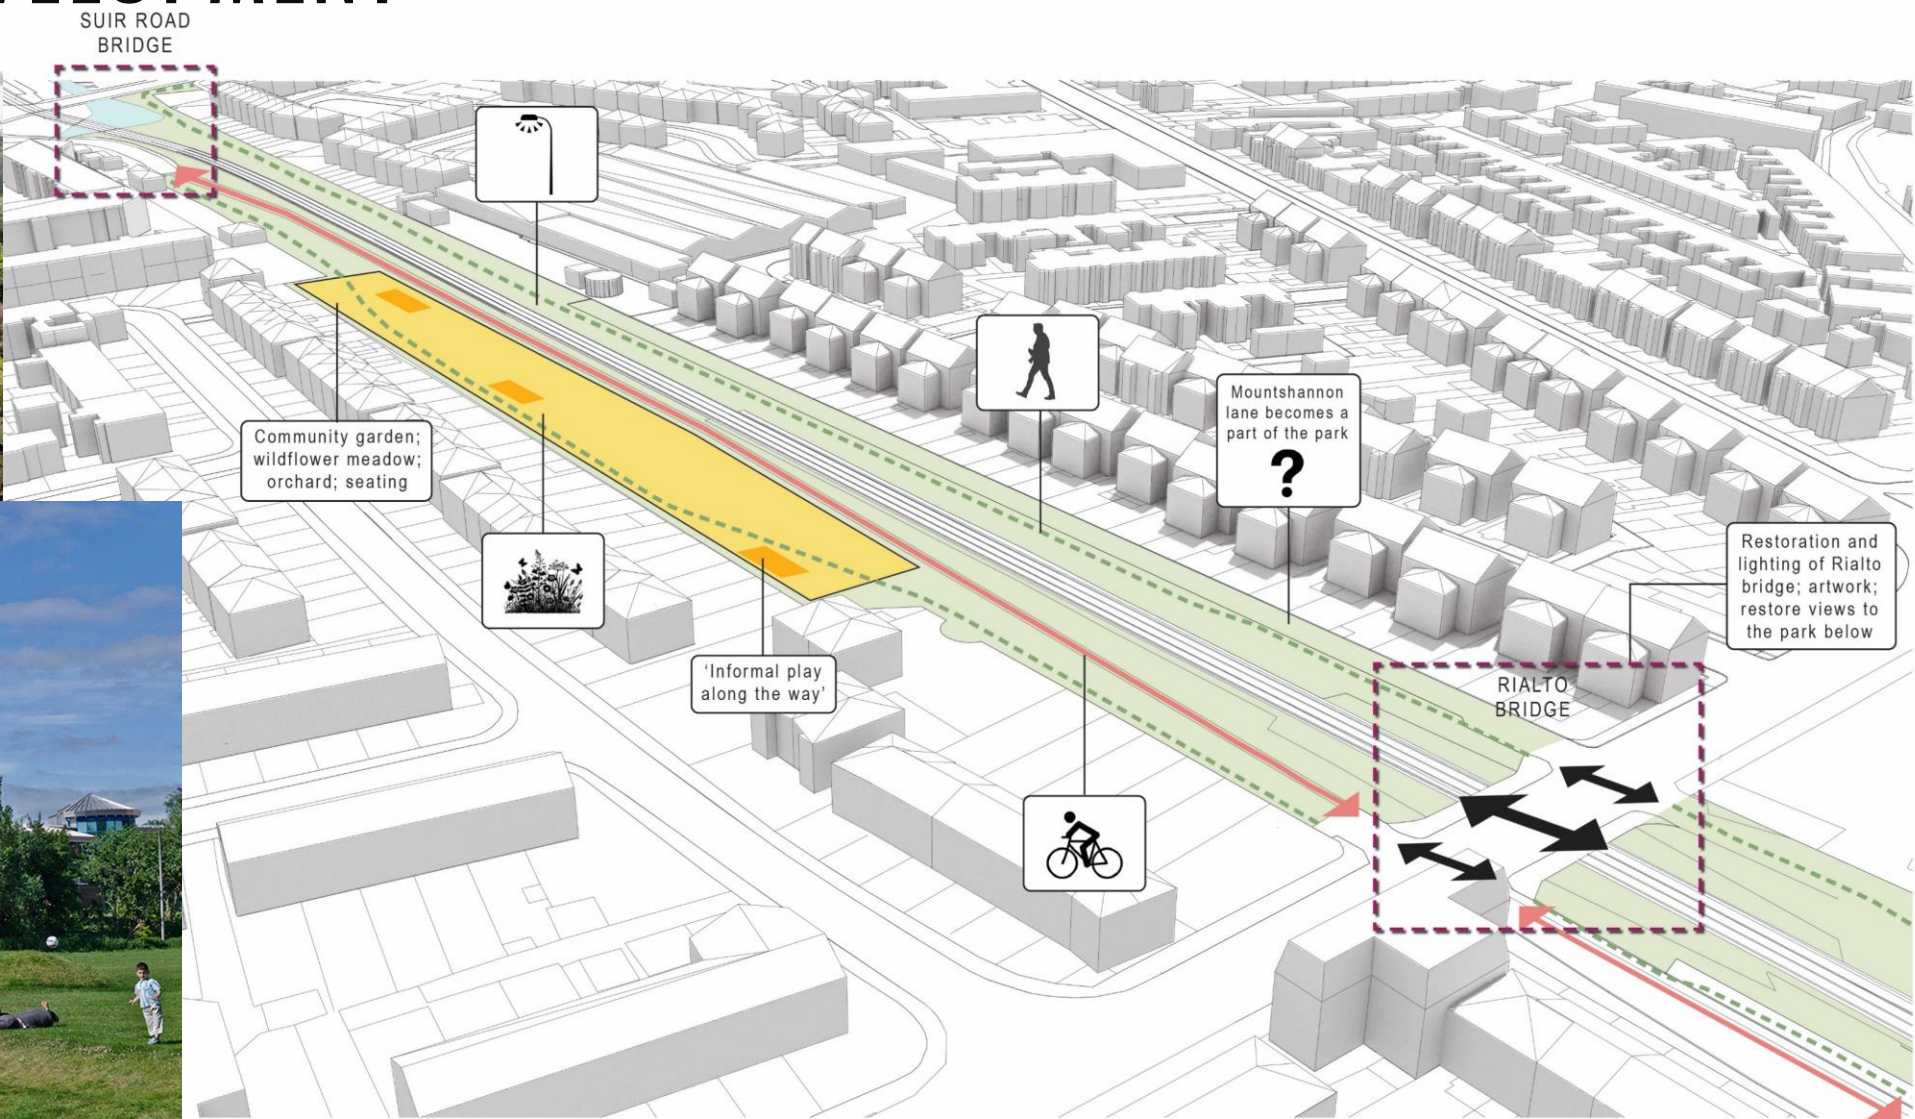 SUIR ROAD
BRIDGE
Community garden;
wildflower meadow;
orchard; seating
Mountshannon
lane becomes a
part of the park
?
Restoration and
lighting of Rialto
bridge; artwork;
restore views to
the park below
'Informal play
along the way'
RIALTO
BRIDGE